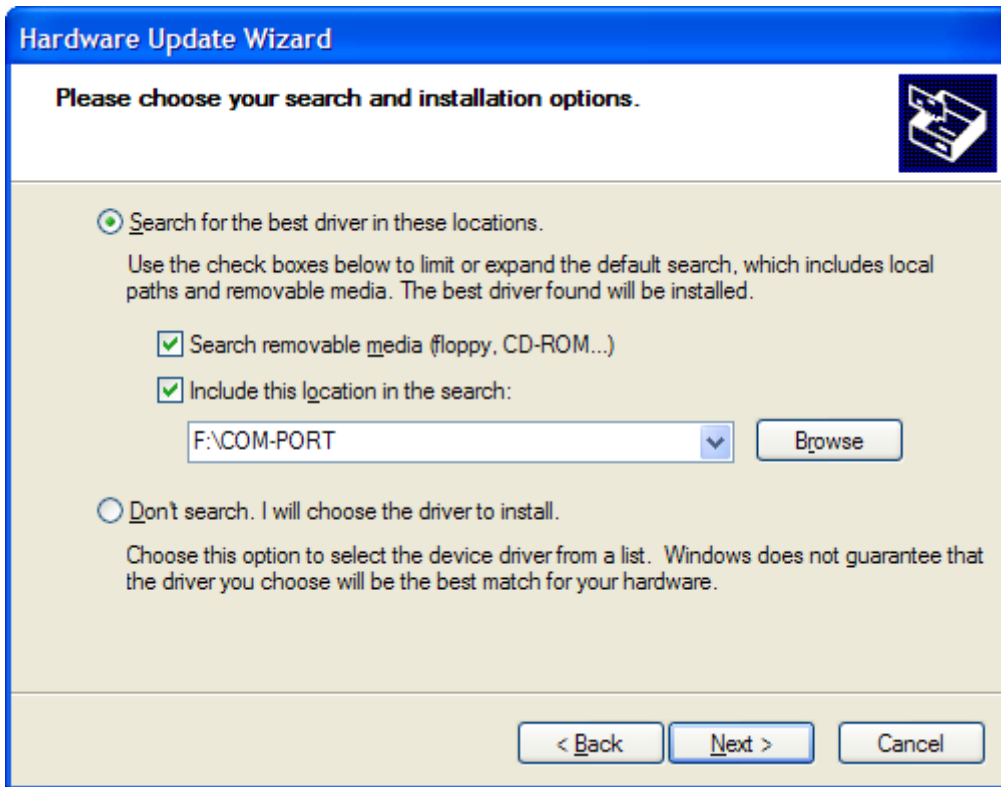 Hardware Update Wizard
Please choose your search and installation options.
Search for the best driver in these locations.
Use the check boxes below to limit or expand the default search, which includes local
paths and removable media. The best driver found will be installed.
Search removable media (floppy, CD-ROM...)
Include this location in the search:
F:\COM-PORT
Browse
Don't search. I will choose the driver to install.
Choose this option to select the device driver from a list.  Windows does not guarantee that
the driver you choose will be the best match for your hardware.
< Back
Next >
Cancel